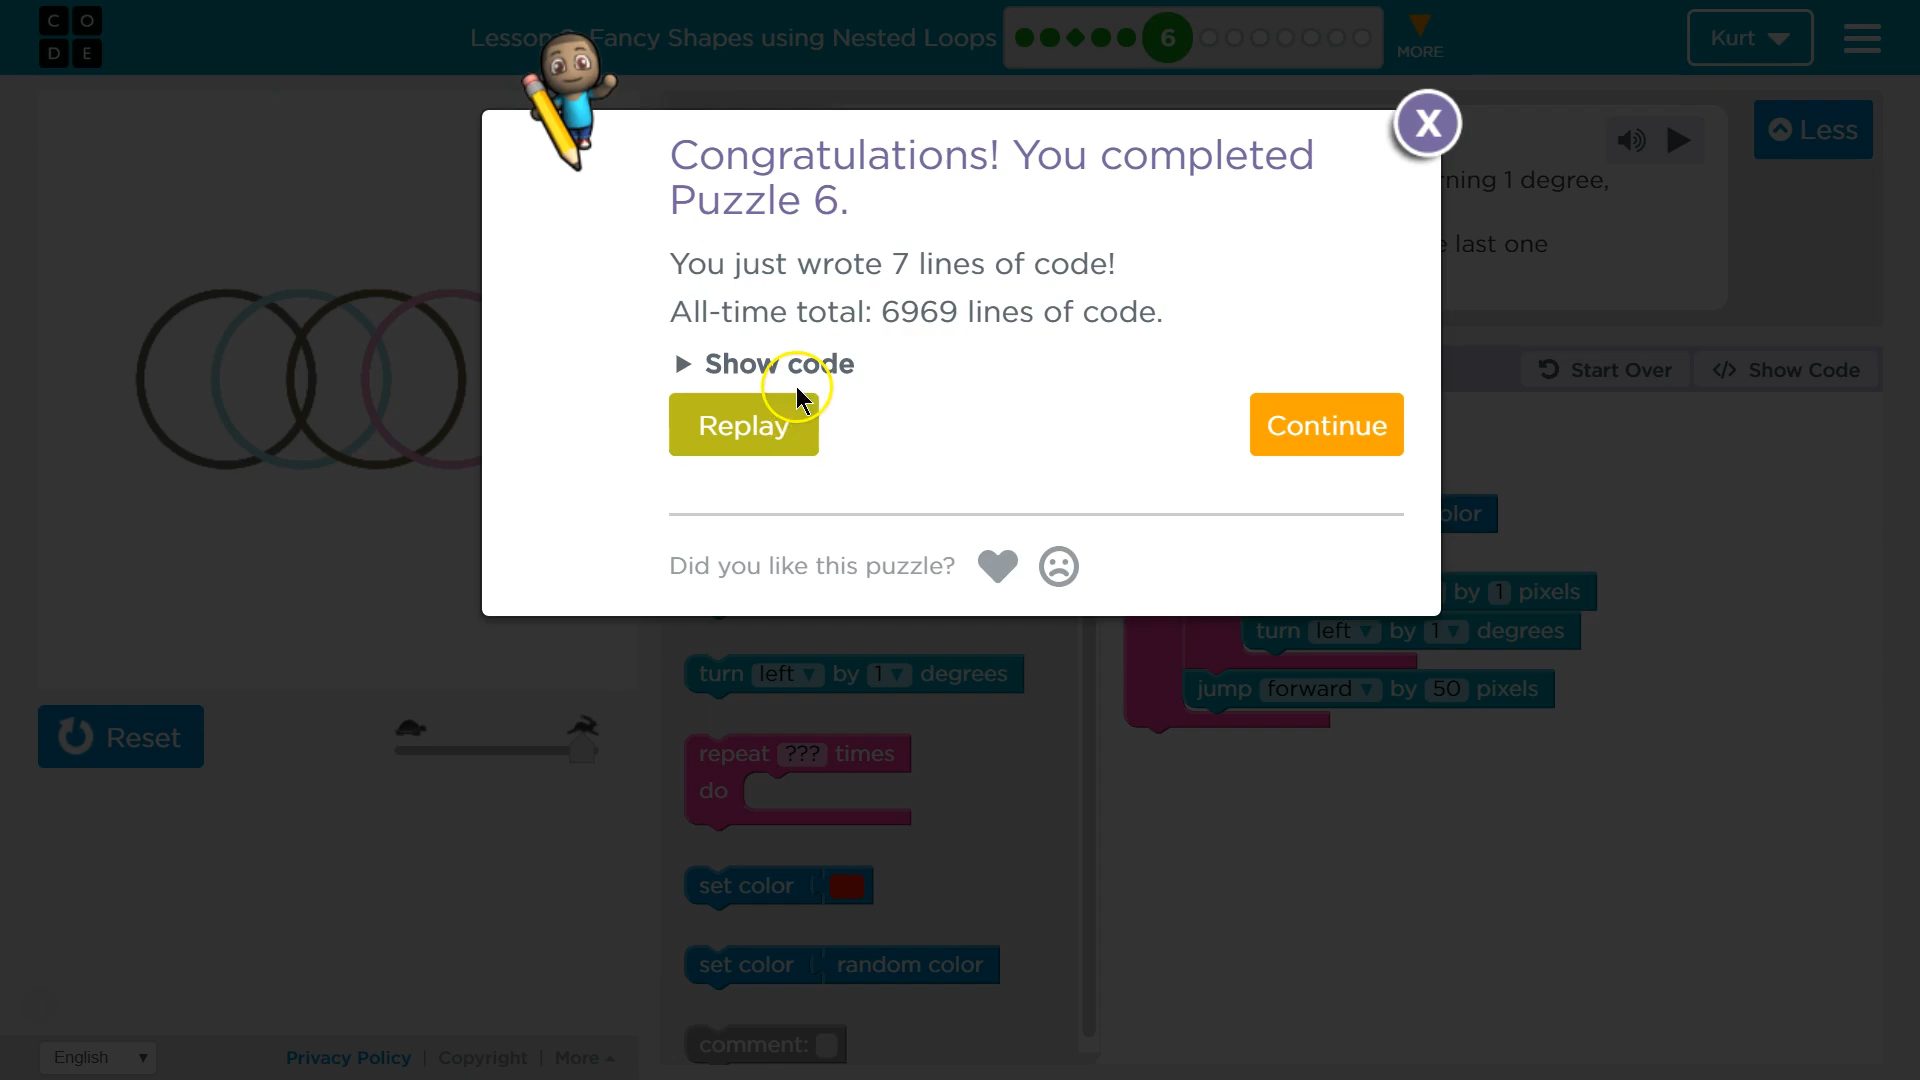 C O
D E
Lesson
Fancy Shapes using Nested Loops
6
MORE
Kurt
Less
Congratulations! You completed
Puzzle 6.
X
rning 1 degree,
last one
You just wrote 7 lines of code!
All-time total: 6969 lines of code.
Show code
Replay
Continue
Start Over
</> Show Code
Did you like this puzzle?
olor
by 1 pixels
turn left by 1 degrees
jump forward by 50 pixels
turn left by 1 degrees
Reset
repeat ??? times
do
set color
set color random color
comment:
English
Privacy Policy | Copyright | More